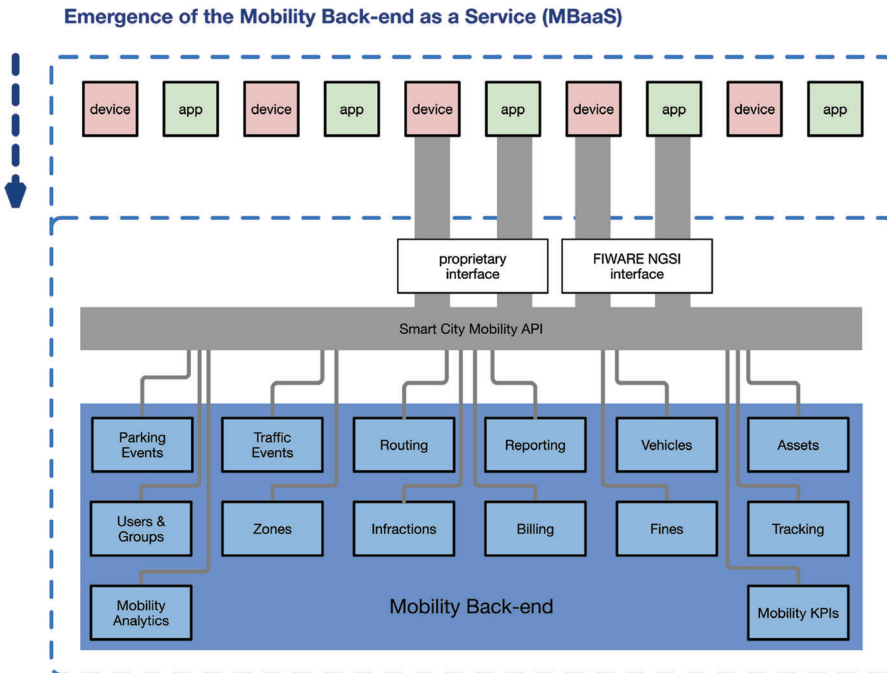 Emergence of the Mobility Back-end as a Service (MBaaS)
device
app
device
app
device
app
device
app
device
app
proprietary
interface
FIWARE NGSI
interface
Smart City Mobility API
Parking
Events
Traffic
Events
Routing
Reporting
Vehicles
Assets
Users &
Groups
Zones
Infractions
Billing
Fines
Tracking
Mobility
Analytics
Mobility Back-end
Mobility KPIs